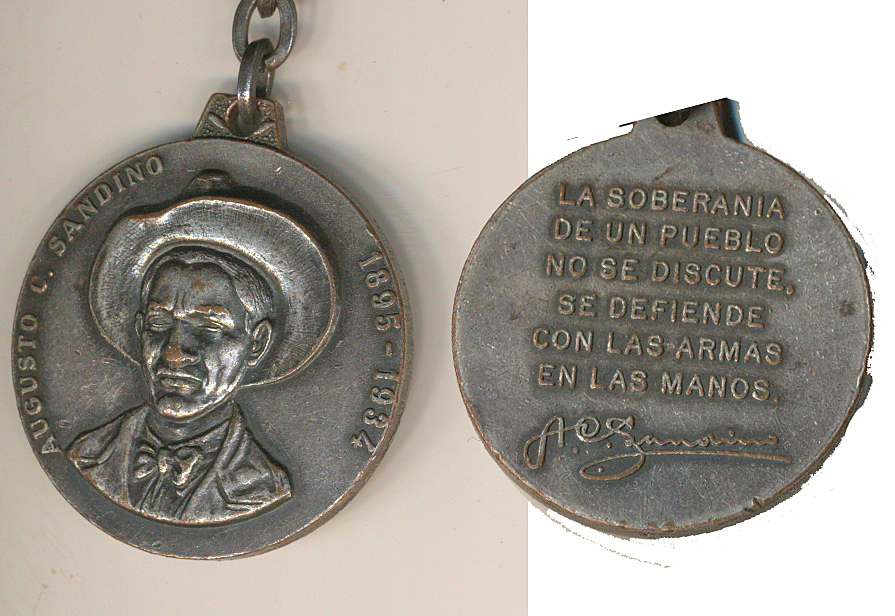 AUGUSTO C. SANDINO
1895-1934
LA SOBERANIA
DE UN PUEBLO
NO SE DISCUTE,
SE DEFIENDE
CON LAS ARMAS
EN LAS MANOS.
A.C. Sandino